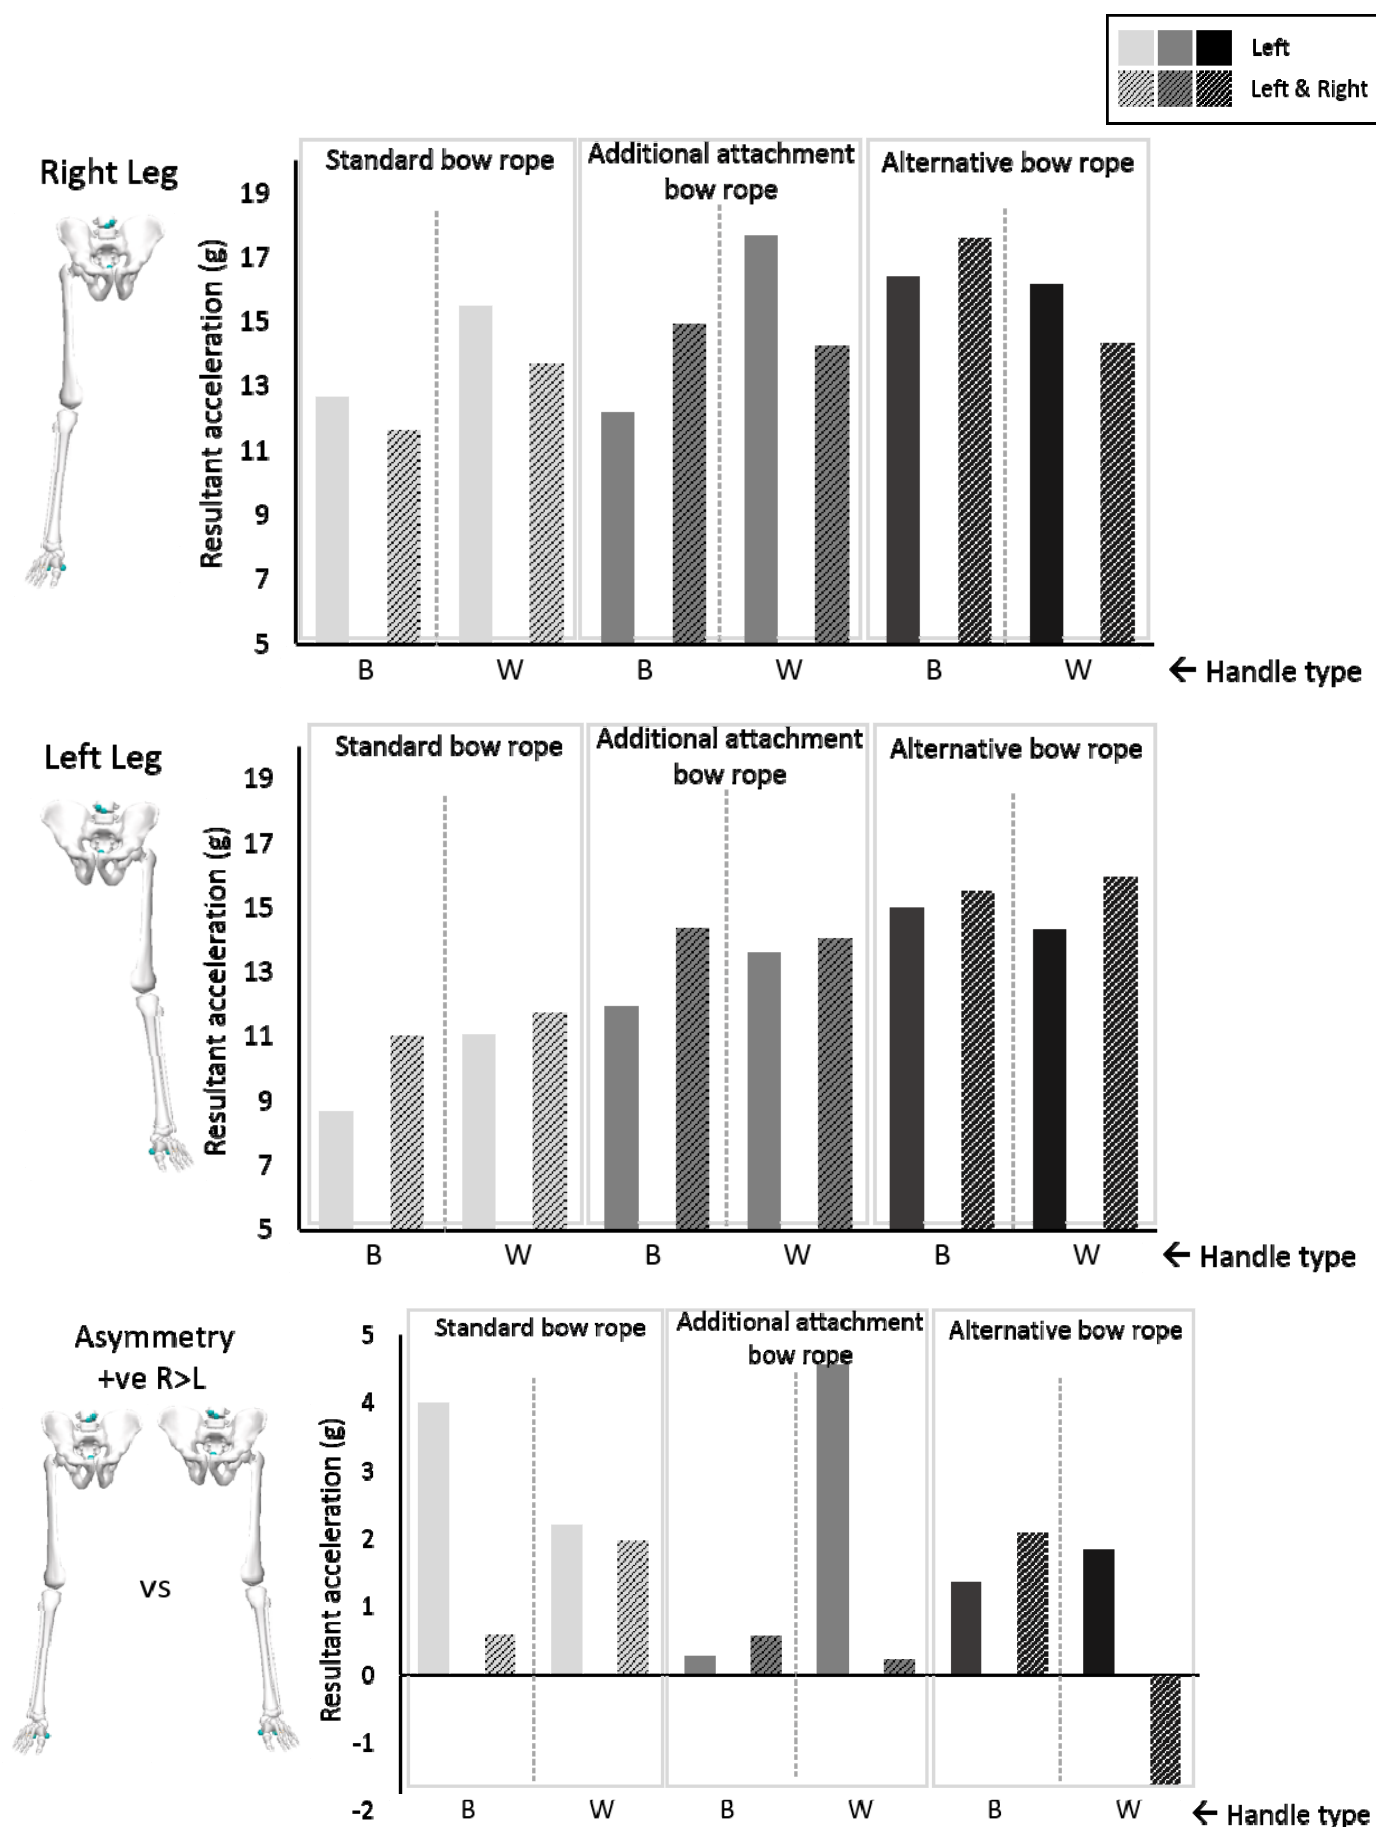 Left
Left & Right
Right Leg
Standard bow rope
Additional attachment
bow rope
Alternative bow rope
Resultant acceleration (g)
19
17
15
13
11
9
7
5
B W B W B W
← Handle type
Left Leg
Standard bow rope
Additional attachment
bow rope
Alternative bow rope
Resultant acceleration (g)
19
17
15
13
11
9
7
5
B W B W B W
← Handle type
Asymmetry
+ve R>L
vs
Standard bow rope
Additional attachment
bow rope
Alternative bow rope
Resultant acceleration (g)
5
4
3
2
1
0
-1
-2
B W B W B W
← Handle type